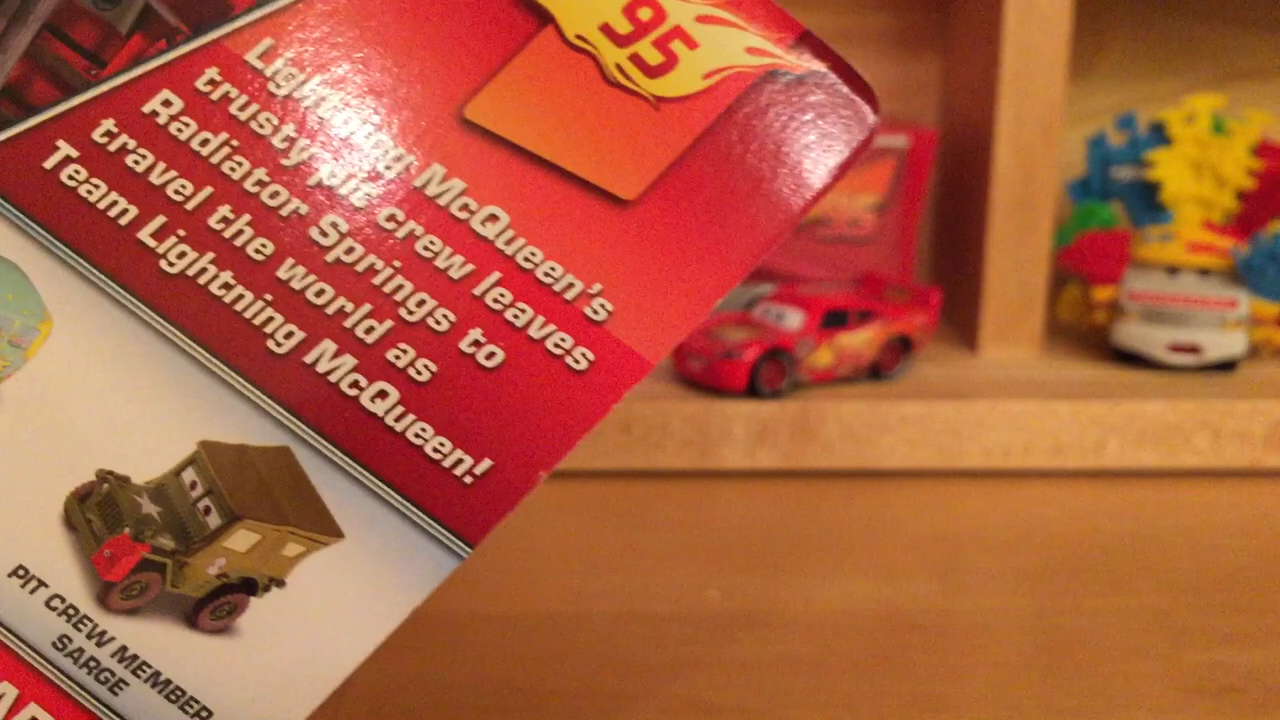 95
Lightning McQueen's
trusty pit crew leaves
Radiator Springs to
travel the world as
Team Lightning McQueen!
PIT CREW MEMBER
SARGE